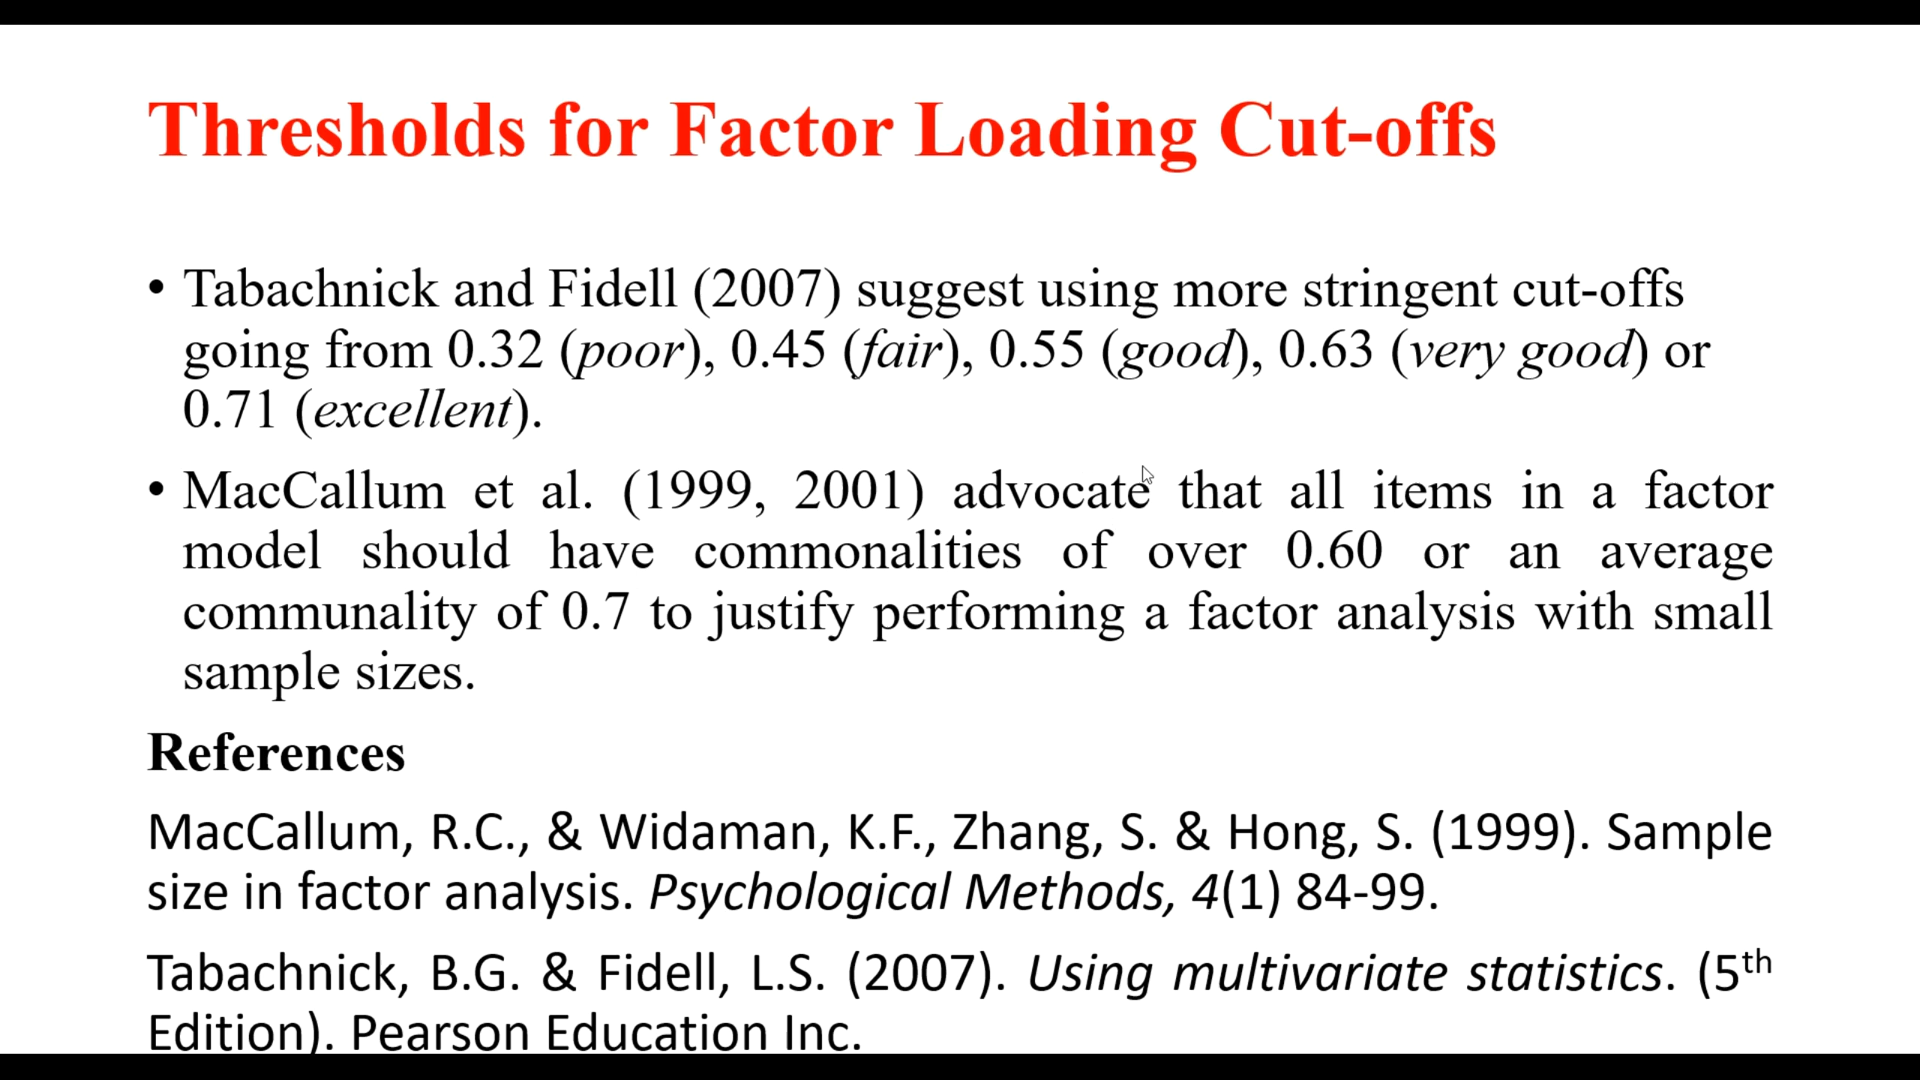 Thresholds for Factor Loading Cut-offs
• Tabachnick and Fidell (2007) suggest using more stringent cut-offs
going from 0.32 (poor), 0.45 (fair), 0.55 (good), 0.63 (very good) or
0.71 (excellent).
• MacCallum et al. (1999, 2001) advocate that all items in a factor
model should have commonalities of over 0.60 or an average
communality of 0.7 to justify performing a factor analysis with small
sample sizes.
References
MacCallum, R.C., & Widaman, K.F., Zhang, S. & Hong, S. (1999). Sample
size in factor analysis. Psychological Methods, 4(1) 84-99.
Tabachnick, B.G. & Fidell, L.S. (2007). Using multivariate statistics. (5th
Edition). Pearson Education Inc.